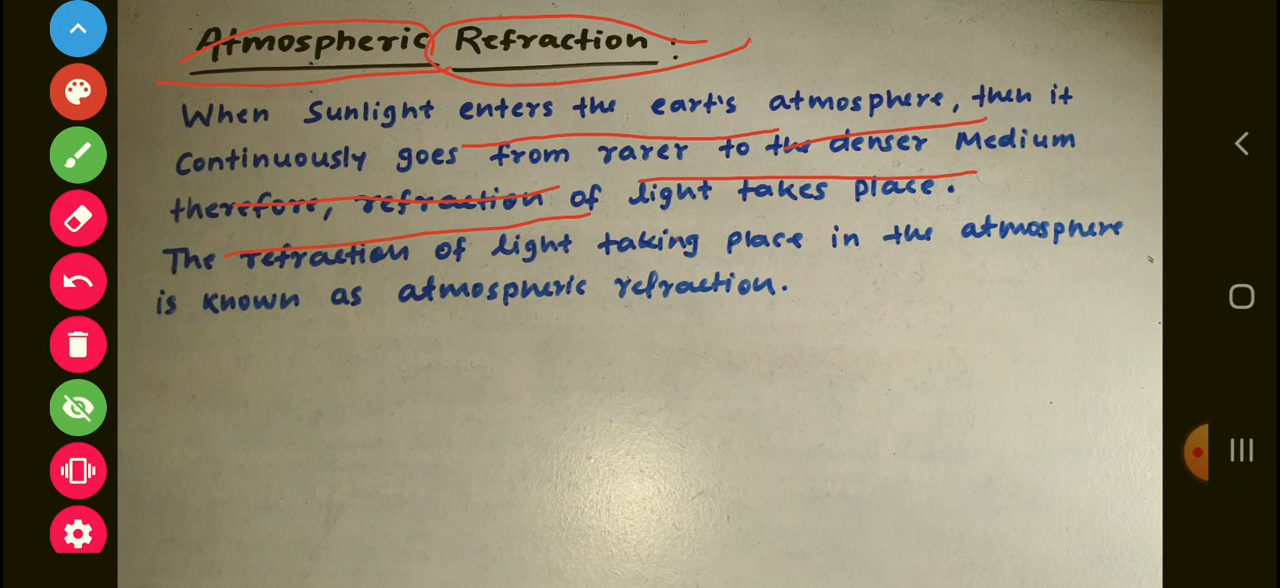 Atmospheric Refraction :
When Sunlight enters the eart's atmosphere, then it
Continuously goes from rarer to the denser Medium
therefore, refraction of light takes place.
The refraction of light taking place in the atmosphere
is known as atmospheric refraction.